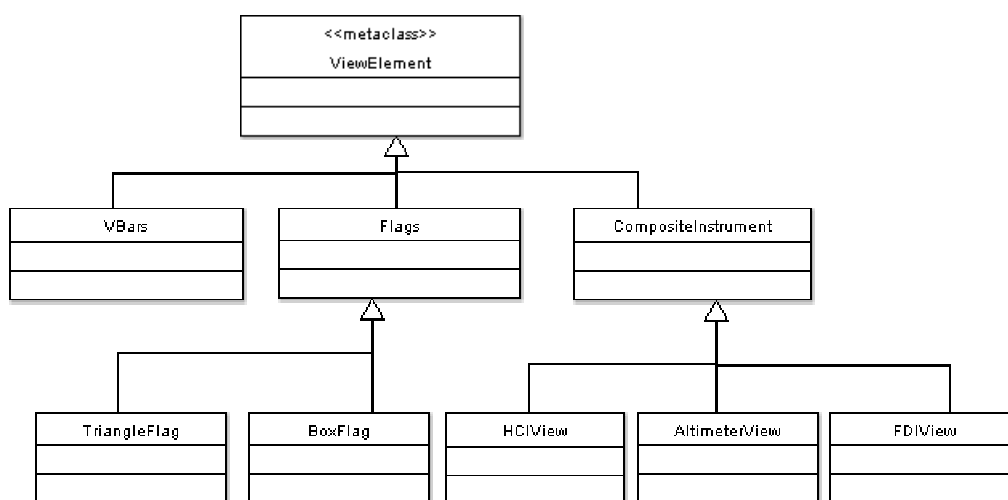 <<metaclass>>
ViewElement
VBars
Flags
CompositeInstrument
TriangleFlag
BoxFlag
HCIView
AltimeterView
FDIView